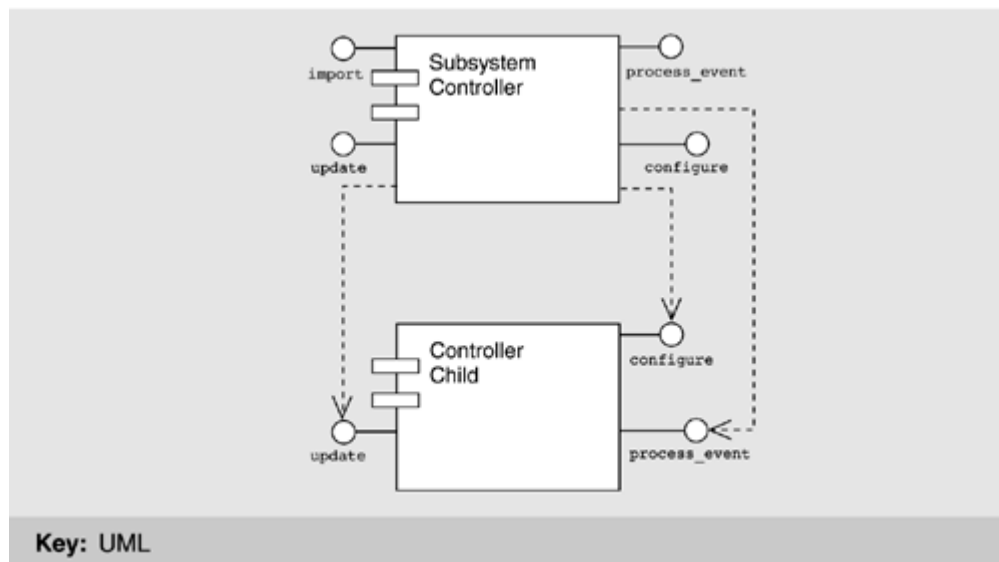 Subsystem
Controller
import
process_event
update
configure
Controller
Child
configure
update
process_event
Key: UML